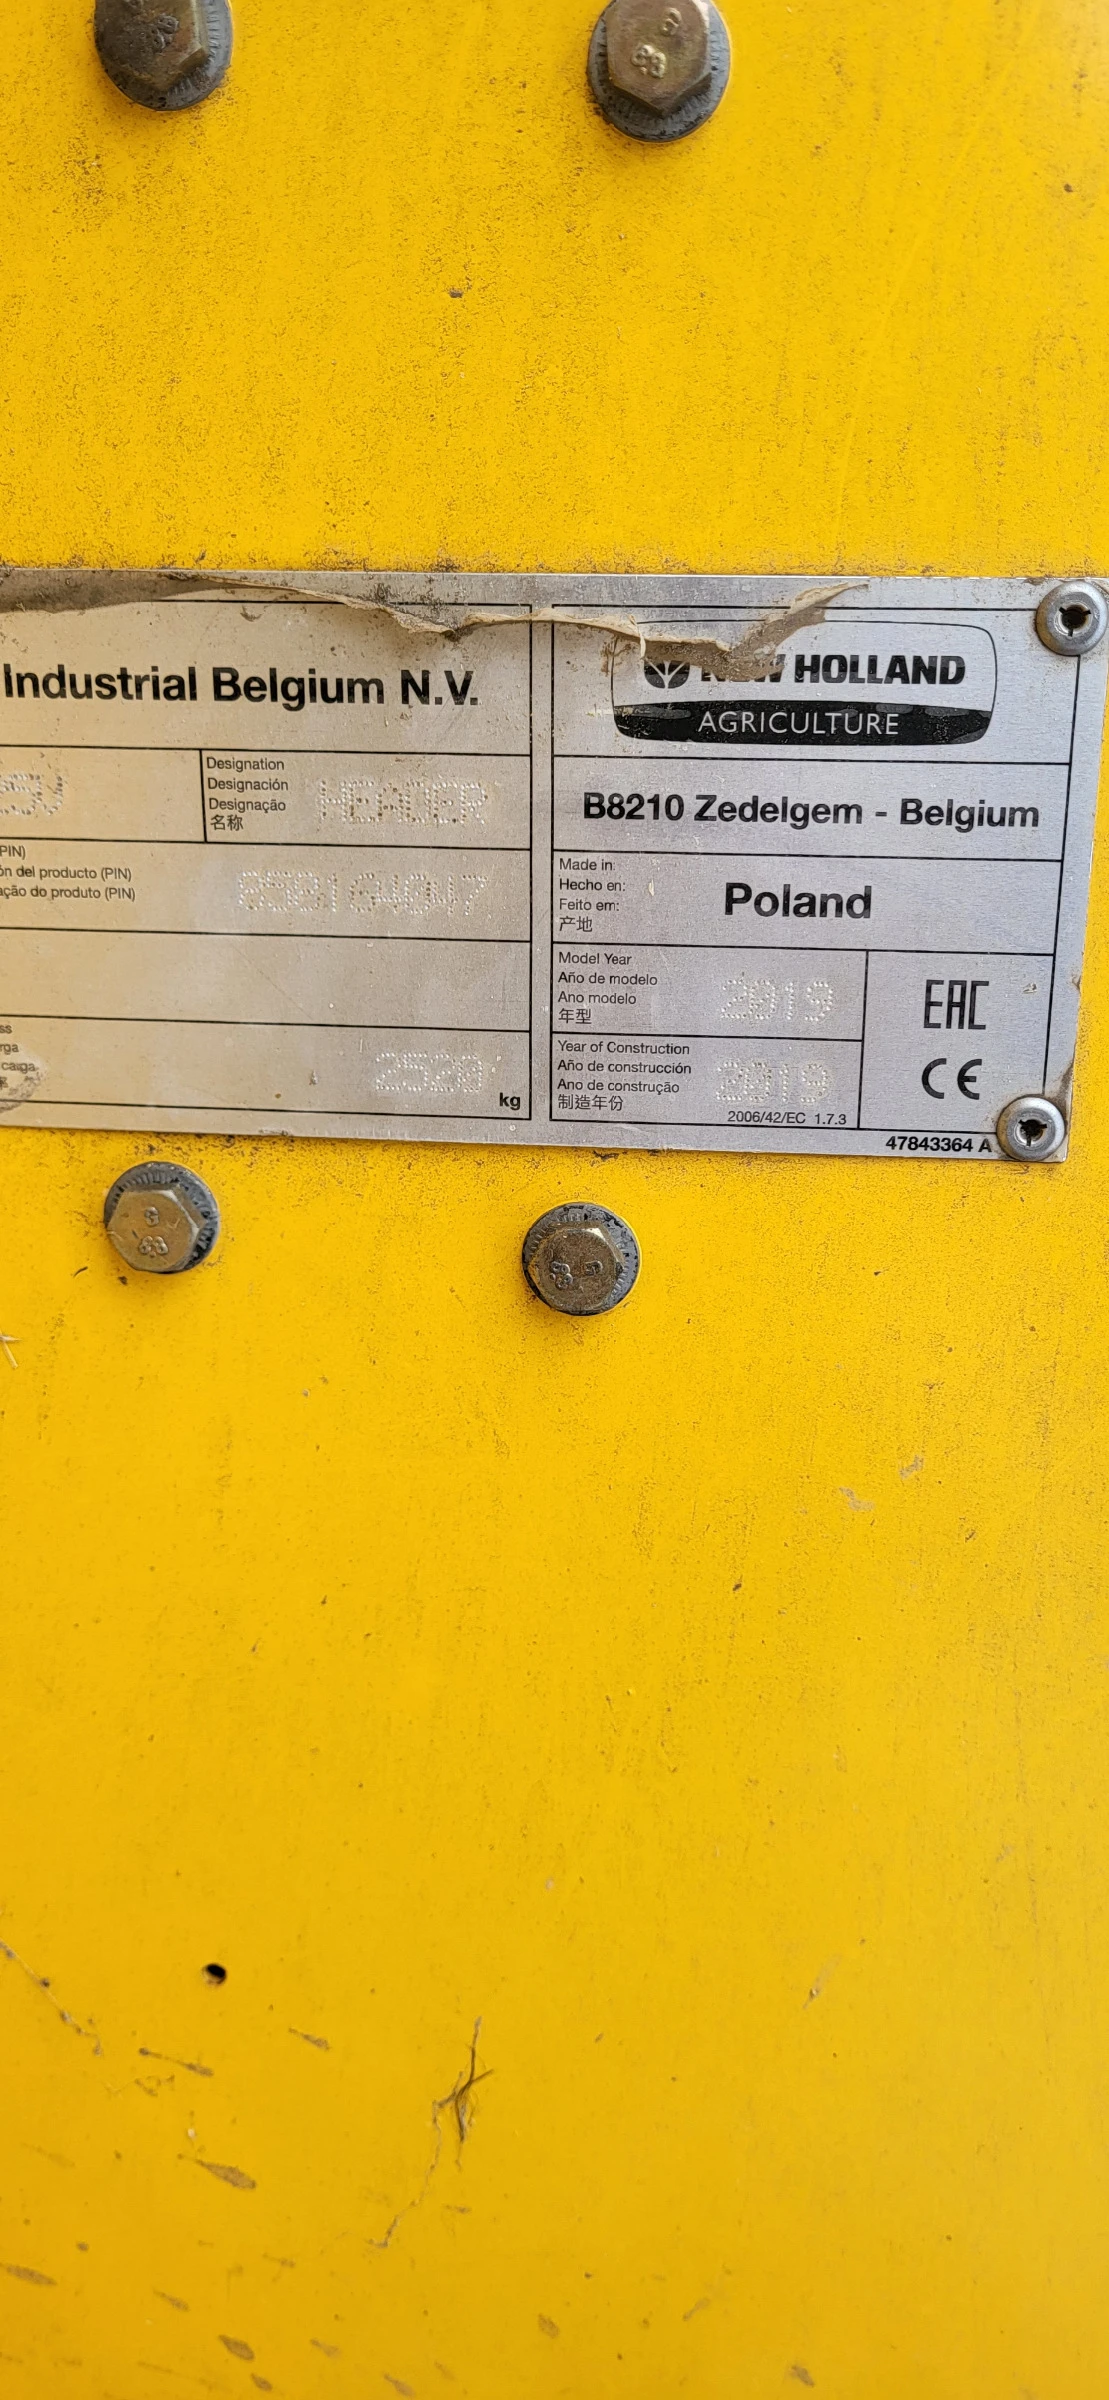 Industrial Belgium N.V.
Designation
Designación
Designação
名称
HEADER
PIN)
ón del producto (PIN)
ação do produto (PIN)
858164047
ss
rga
carga
2520
kg
HOLLAND
AGRICULTURE
B8210 Zedelgem - Belgium
Made in:
Hecho en:
Feito em:
产地
Poland
Model Year
Año de modelo
Ano modelo
年型
2019
Year of Construction
Año de construcción
Ano de construção
制造年份
2019
2006/42/EC 1.7.3
EAC
CE
47843364 A